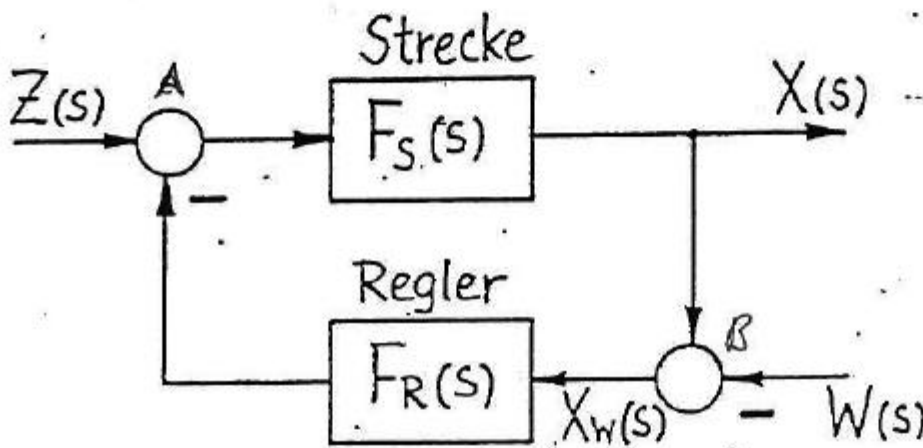 Strecke
A
Z(s)
F_S(s)
X(s)
−
Regler
B
F_R(s)
X_W(s)
−
W(s)